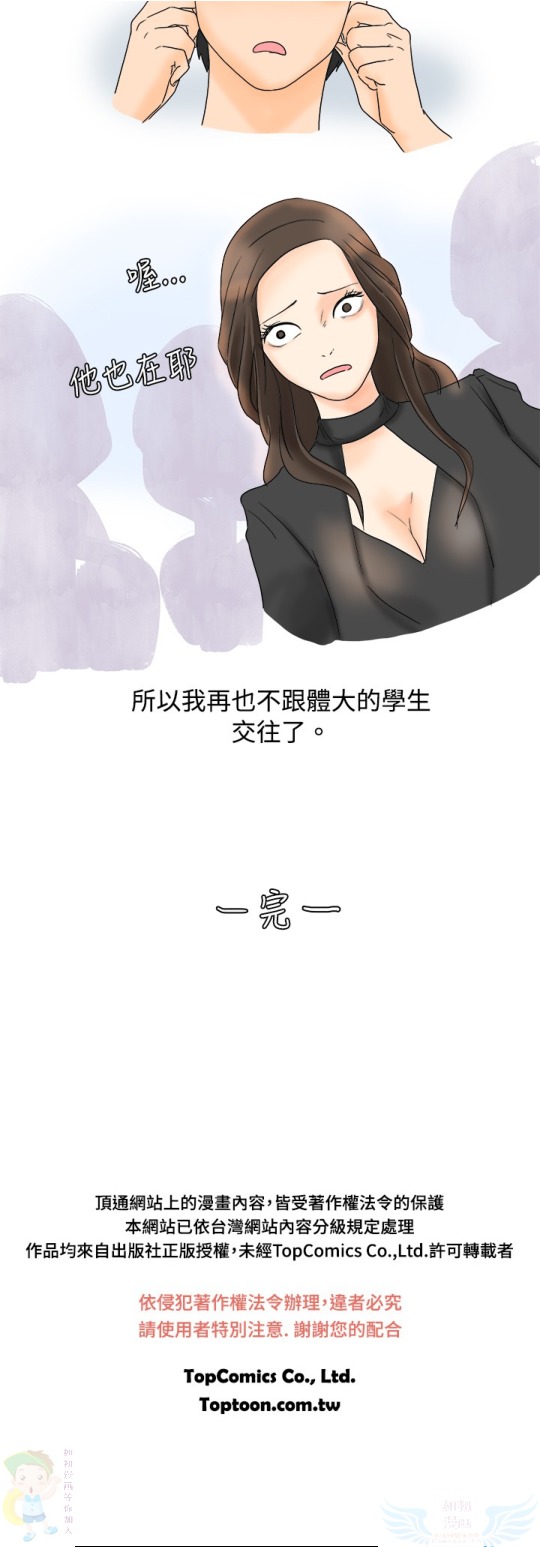 喔...
他也在耶
所以我再也不跟體大的學生
交往了。
一完一
頂通網站上的漫畫內容，皆受著作權法令的保護
本網站已依台灣網站內容分級規定處理
作品均來自出版社正版授權，未經TopComics Co.,Ltd.許可轉載者
依侵犯著作權法令辦理，違者必究
請使用者特別注意. 謝謝您的配合
TopComics Co., Ltd.
Toptoon.com.tw